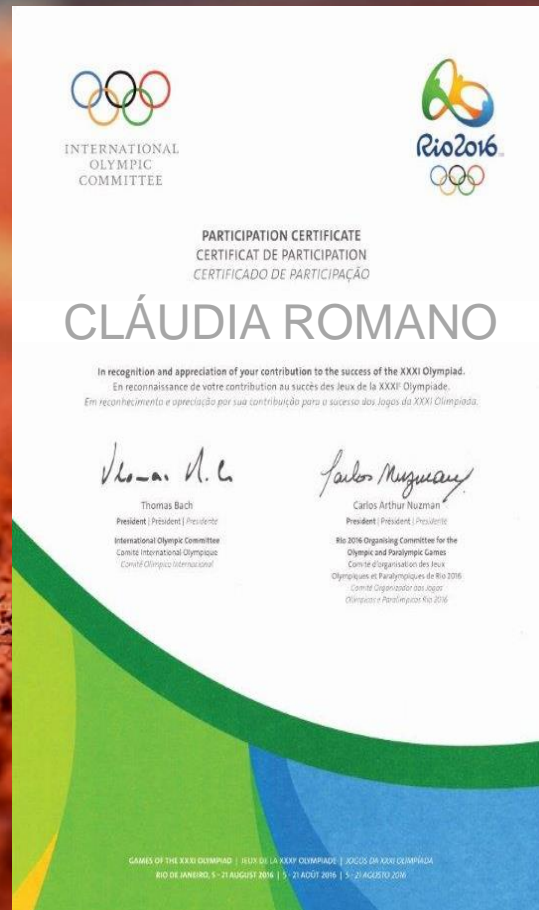 INTERNATIONAL
OLYMPIC
COMMITTEE
Rio2016
PARTICIPATION CERTIFICATE
CERTIFICAT DE PARTICIPATION
CERTIFICADO DE PARTICIPAÇÃO
CLÁUDIA ROMANO
In recognition and appreciation of your contribution to the success of the XXXI Olympiad.
En reconnaissance de votre contribution au succès des Jeux de la XXXIᵉ Olympiade.
Em reconhecimento e apreciação por sua contribuição para o sucesso dos Jogos da XXXI Olimpíada.
Thomas Bach
President | Président | Presidente
International Olympic Committee
Comité International Olympique
Comitê Olímpico Internacional
Carlos Nuzman
Carlos Arthur Nuzman
President | Président | Presidente
Rio 2016 Organising Committee for the
Olympic and Paralympic Games
Comité d'organisation des Jeux
Olympiques et Paralympiques de Rio 2016
Comitê Organizador dos Jogos
Olímpicos e Paralímpicos Rio 2016
GAMES OF THE XXXI OLYMPIAD | JEUX DE LA XXXIᵉ OLYMPIADE | JOGOS DA XXXI OLIMPÍADA
RIO DE JANEIRO, 5 - 21 AUGUST 2016 | 5 - 21 AOÛT 2016 | 5 - 21 AGOSTO 2016